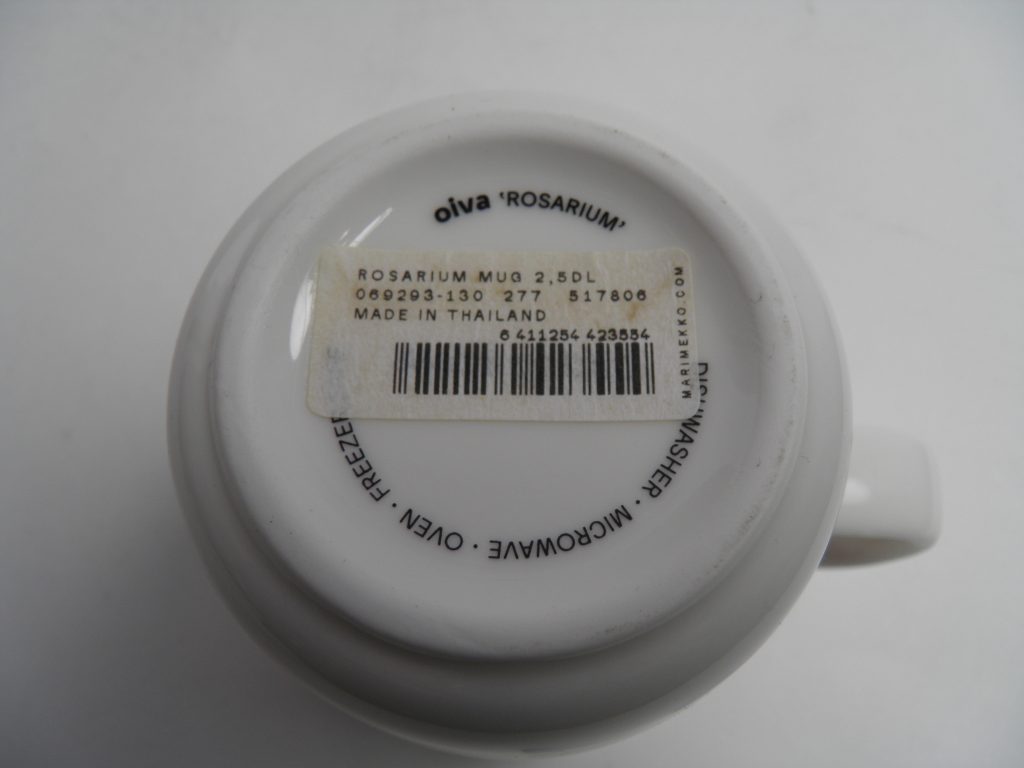 oiva 'ROSARIUM'
ROSARIUM MUG 2,5DL
069293-130 277 517806
MADE IN THAILAND
6 411254 423554
MARIMEKKO.COM
DISHWASHER · MICROWAVE · OVEN · FREEZER